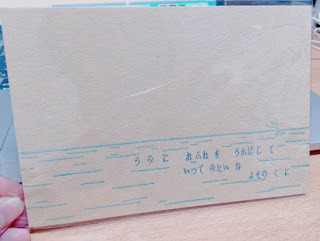 うみに おふねを うかばして
いって みたいな
よその くに